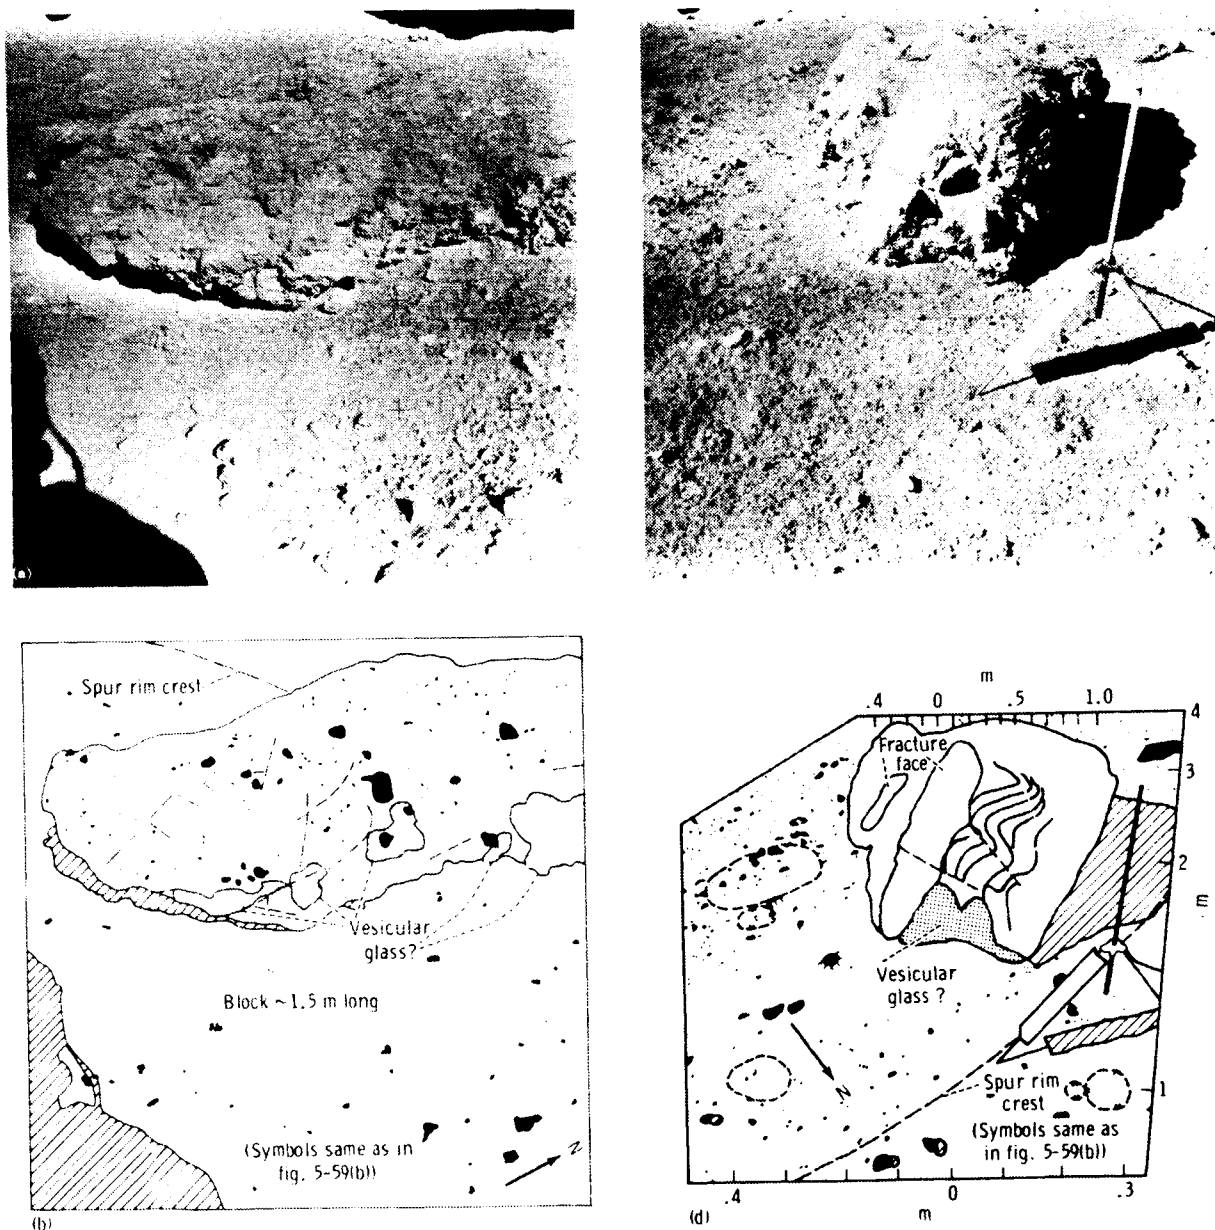 Spur rim crest
Vesicular
glass?
Block ~1.5 m long
(Symbols same as in
fig. 5-59(b))
N
(b)
m
.4 0 .5 1.0
4
3
2
1
m
Fracture
face
Vesicular
glass ?
N
Spur rim
crest
(Symbols same as
in fig. 5-59(b))
.4 0 .3
m
(d)